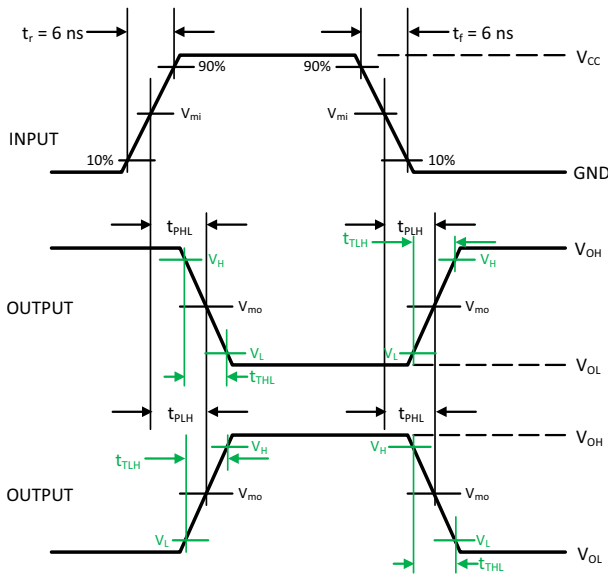 t_r = 6 ns
t_f = 6 ns
V_CC
90%
90%
V_mi
V_mi
INPUT
10%
10%
GND
t_PHL
t_PLH
t_TLH
V_OH
V_H
V_H
OUTPUT
V_mo
V_mo
V_L
V_L
V_OL
t_THL
t_PLH
t_PHL
V_OH
V_H
V_H
t_TLH
OUTPUT
V_mo
V_mo
V_L
V_L
V_OL
t_THL